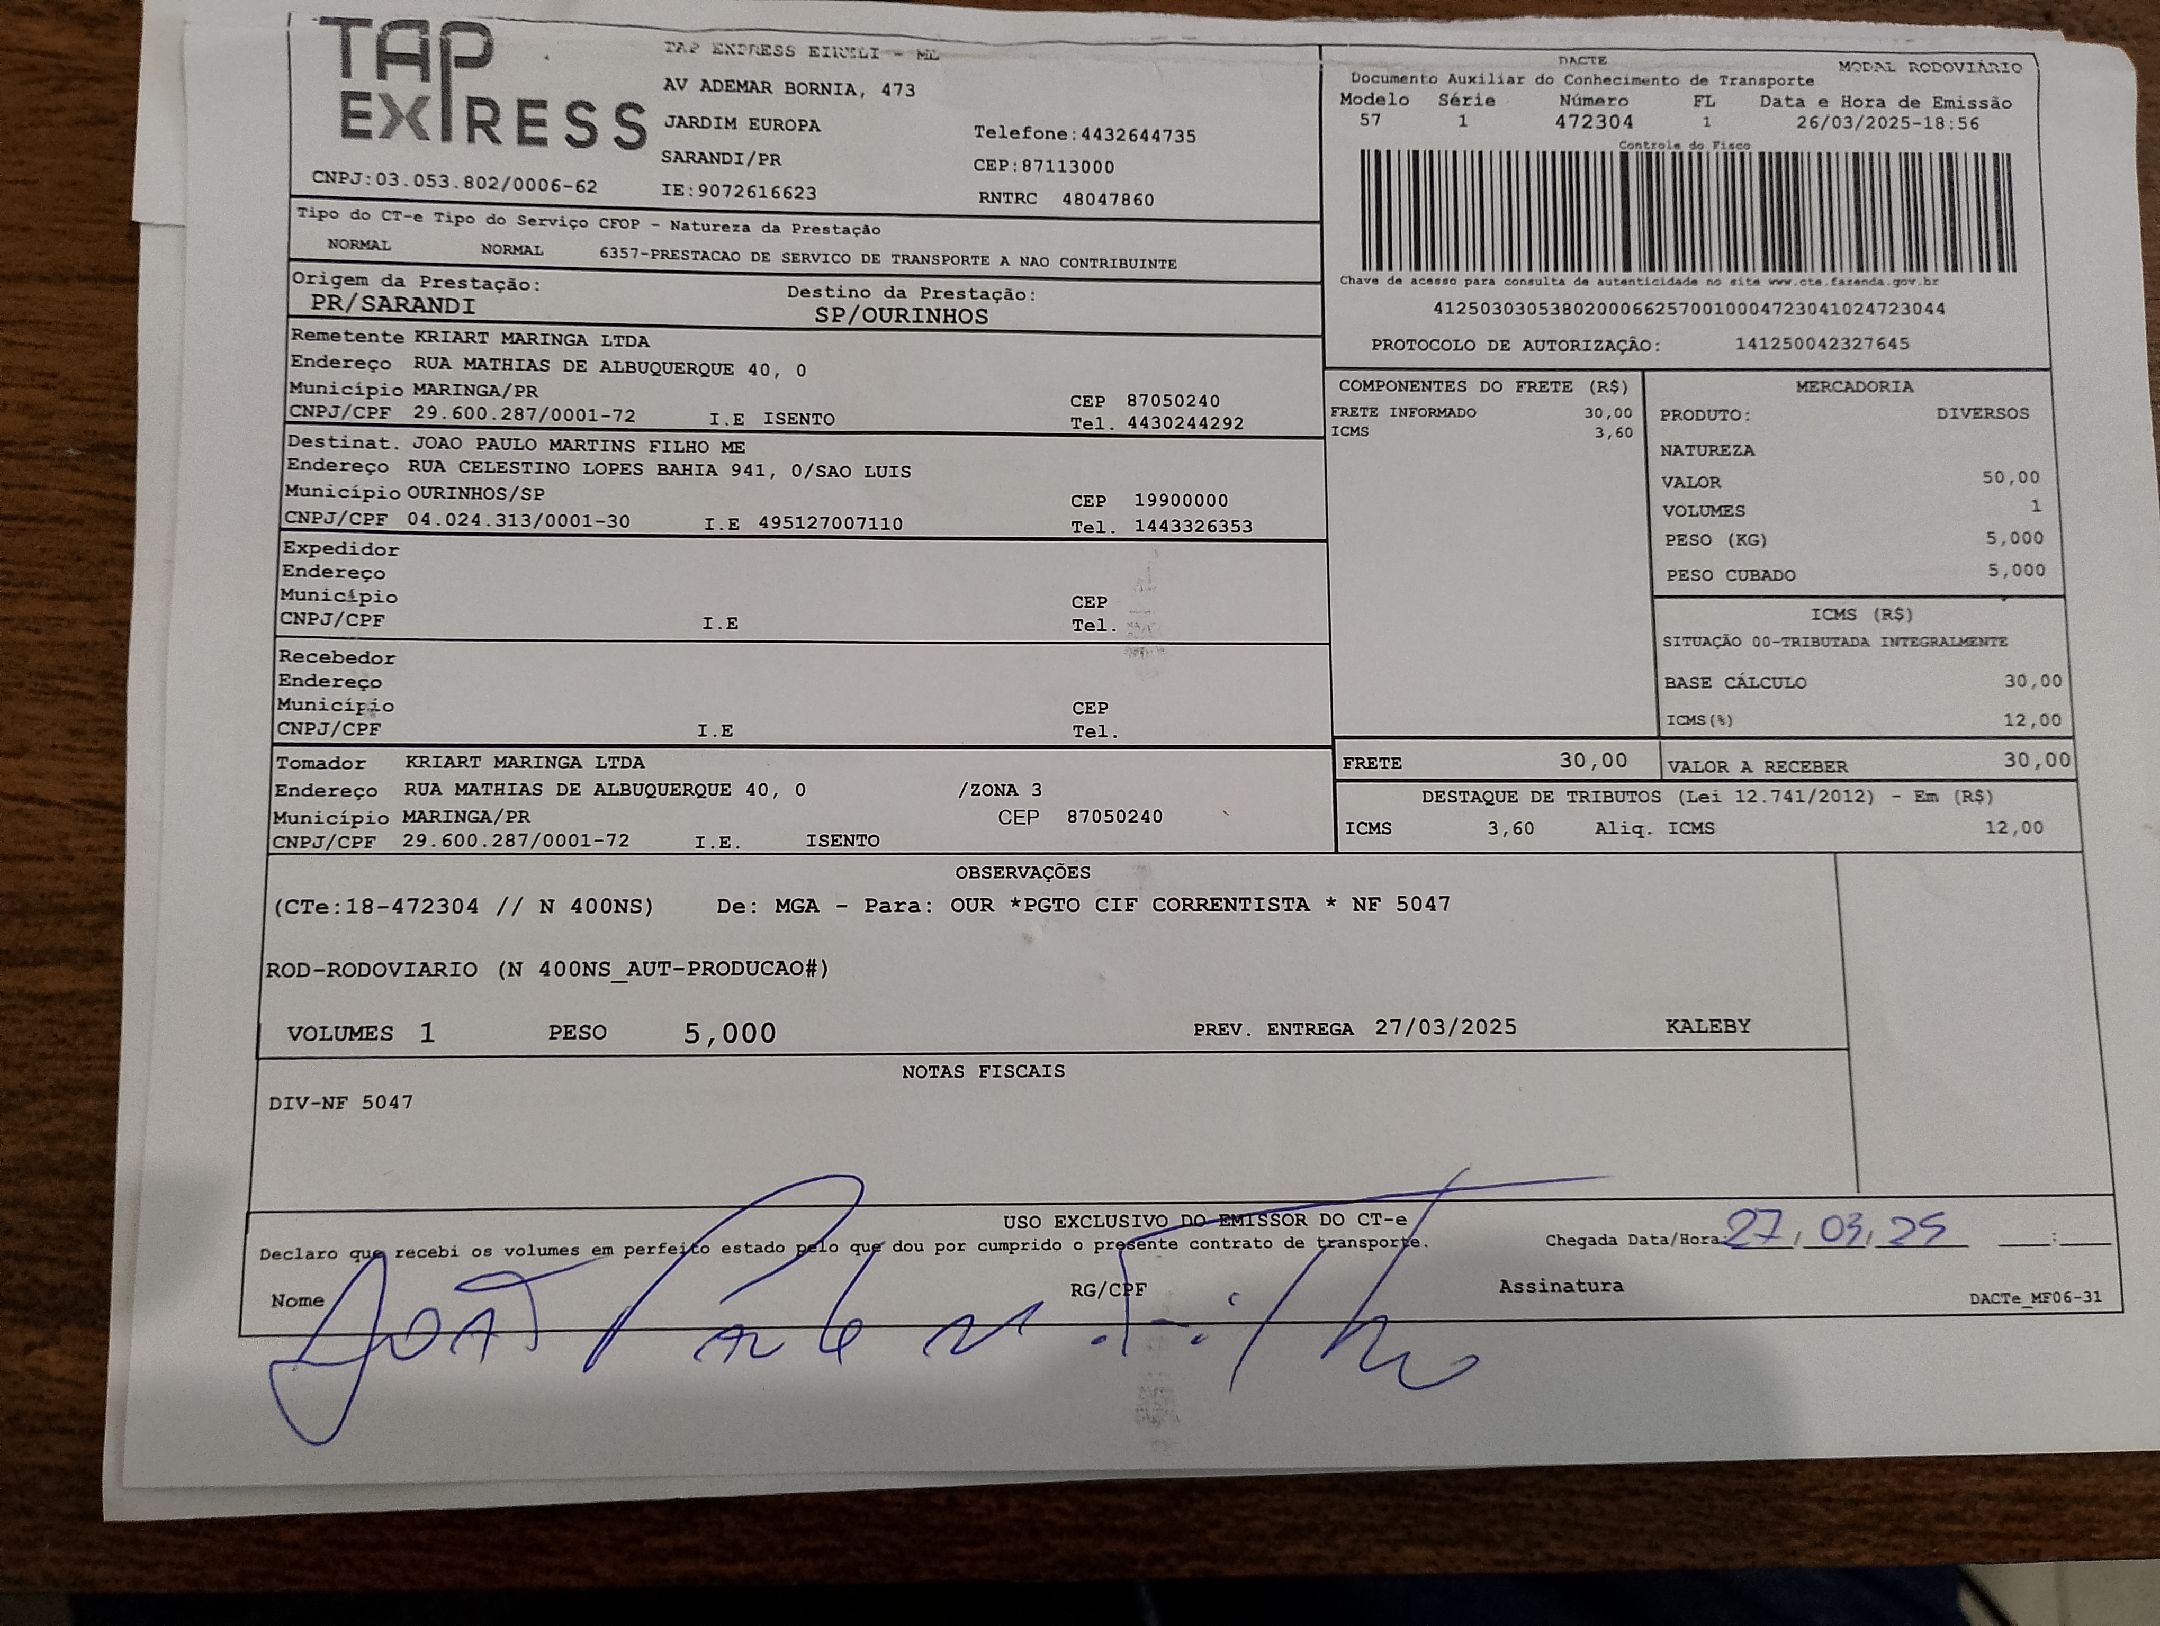 TAP
EXPRESS
CNPJ:03.053.802/0006-62
TAP EXPRESS EIRELI - ME
AV ADEMAR BORNIA, 473
JARDIM EUROPA
SARANDI/PR
IE:9072616623
Telefone:4432644735
CEP:87113000
RNTRC 48047860
DACTE
MODAL RODOVIÁRIO
Documento Auxiliar do Conhecimento de Transporte
Modelo Série Número FL Data e Hora de Emissão
57 1 472304 1 26/03/2025-18:56
Controle do Fisco
Chave de acesso para consulta de autenticidade no site www.cte.fazenda.gov.br
41250303053802000662570010004723041024723044
PROTOCOLO DE AUTORIZAÇÃO: 141250042327645
Tipo do CT-e Tipo do Serviço CFOP - Natureza da Prestação
NORMAL NORMAL 6357-PRESTACAO DE SERVICO DE TRANSPORTE A NAO CONTRIBUINTE
Origem da Prestação: Destino da Prestação:
PR/SARANDI SP/OURINHOS
Remetente KRIART MARINGA LTDA
Endereço RUA MATHIAS DE ALBUQUERQUE 40, 0
Município MARINGA/PR CEP 87050240
CNPJ/CPF 29.600.287/0001-72 I.E ISENTO Tel. 4430244292
Destinat. JOAO PAULO MARTINS FILHO ME
Endereço RUA CELESTINO LOPES BAHIA 941, 0/SAO LUIS
Município OURINHOS/SP CEP 19900000
CNPJ/CPF 04.024.313/0001-30 I.E 495127007110 Tel. 1443326353
Expedidor
Endereço
Município CEP
CNPJ/CPF I.E Tel.
Recebedor
Endereço
Município CEP
CNPJ/CPF I.E Tel.
Tomador KRIART MARINGA LTDA
Endereço RUA MATHIAS DE ALBUQUERQUE 40, 0 /ZONA 3
Município MARINGA/PR CEP 87050240
CNPJ/CPF 29.600.287/0001-72 I.E. ISENTO
COMPONENTES DO FRETE (R$)
FRETE INFORMADO 30,00
ICMS 3,60
MERCADORIA
PRODUTO: DIVERSOS
NATUREZA
VALOR 50,00
VOLUMES 1
PESO (KG) 5,000
PESO CUBADO 5,000
ICMS (R$)
SITUAÇÃO 00-TRIBUTADA INTEGRALMENTE
BASE CÁLCULO 30,00
ICMS(%) 12,00
FRETE 30,00 VALOR A RECEBER 30,00
DESTAQUE DE TRIBUTOS (Lei 12.741/2012) - Em (R$)
ICMS 3,60 Aliq. ICMS 12,00
OBSERVAÇÕES
(CTe:18-472304 // N 400NS) De: MGA - Para: OUR *PGTO CIF CORRENTISTA * NF 5047
ROD-RODOVIARIO (N 400NS_AUT-PRODUCAO#)
VOLUMES 1 PESO 5,000 PREV. ENTREGA 27/03/2025 KALEBY
NOTAS FISCAIS
DIV-NF 5047
USO EXCLUSIVO DO EMISSOR DO CT-e
Declaro que recebi os volumes em perfeito estado pelo que dou por cumprido o presente contrato de transporte. Chegada Data/Hora: 27/03/25 :
Nome RG/CPF Assinatura DACTe_MF06-31